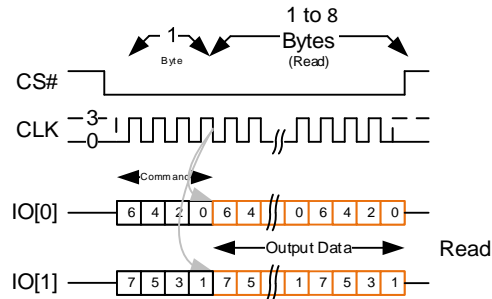 1 to 8
1 Bytes
Byte (Read)
CS#
CLK 3
0
Command
IO[0] 6 4 2 0 6 4 0 6 4 2 0
Output Data Read
IO[1] 7 5 3 1 7 5 1 7 5 3 1